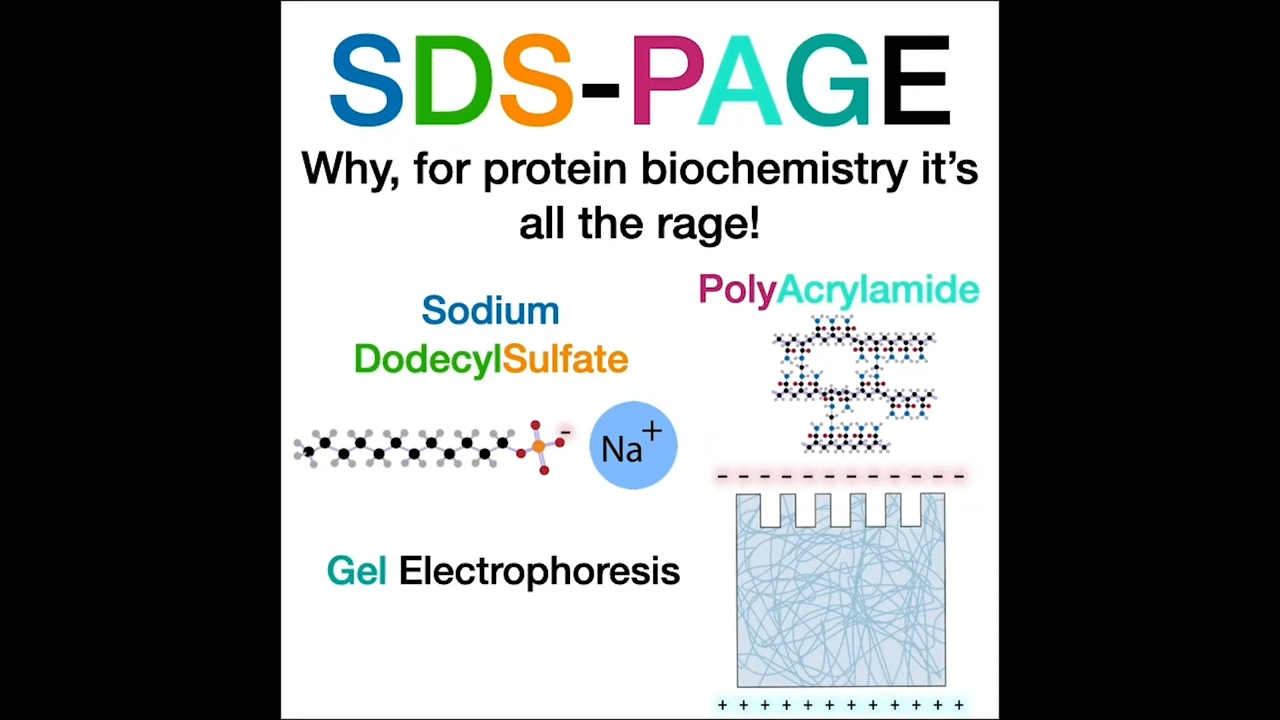 SDS-PAGE
Why, for protein biochemistry it's
all the rage!
Sodium
DodecylSulfate
PolyAcrylamide
-
Na+
- - - - - - - - - - - -
Gel Electrophoresis
+ + + + + + + + + + + +